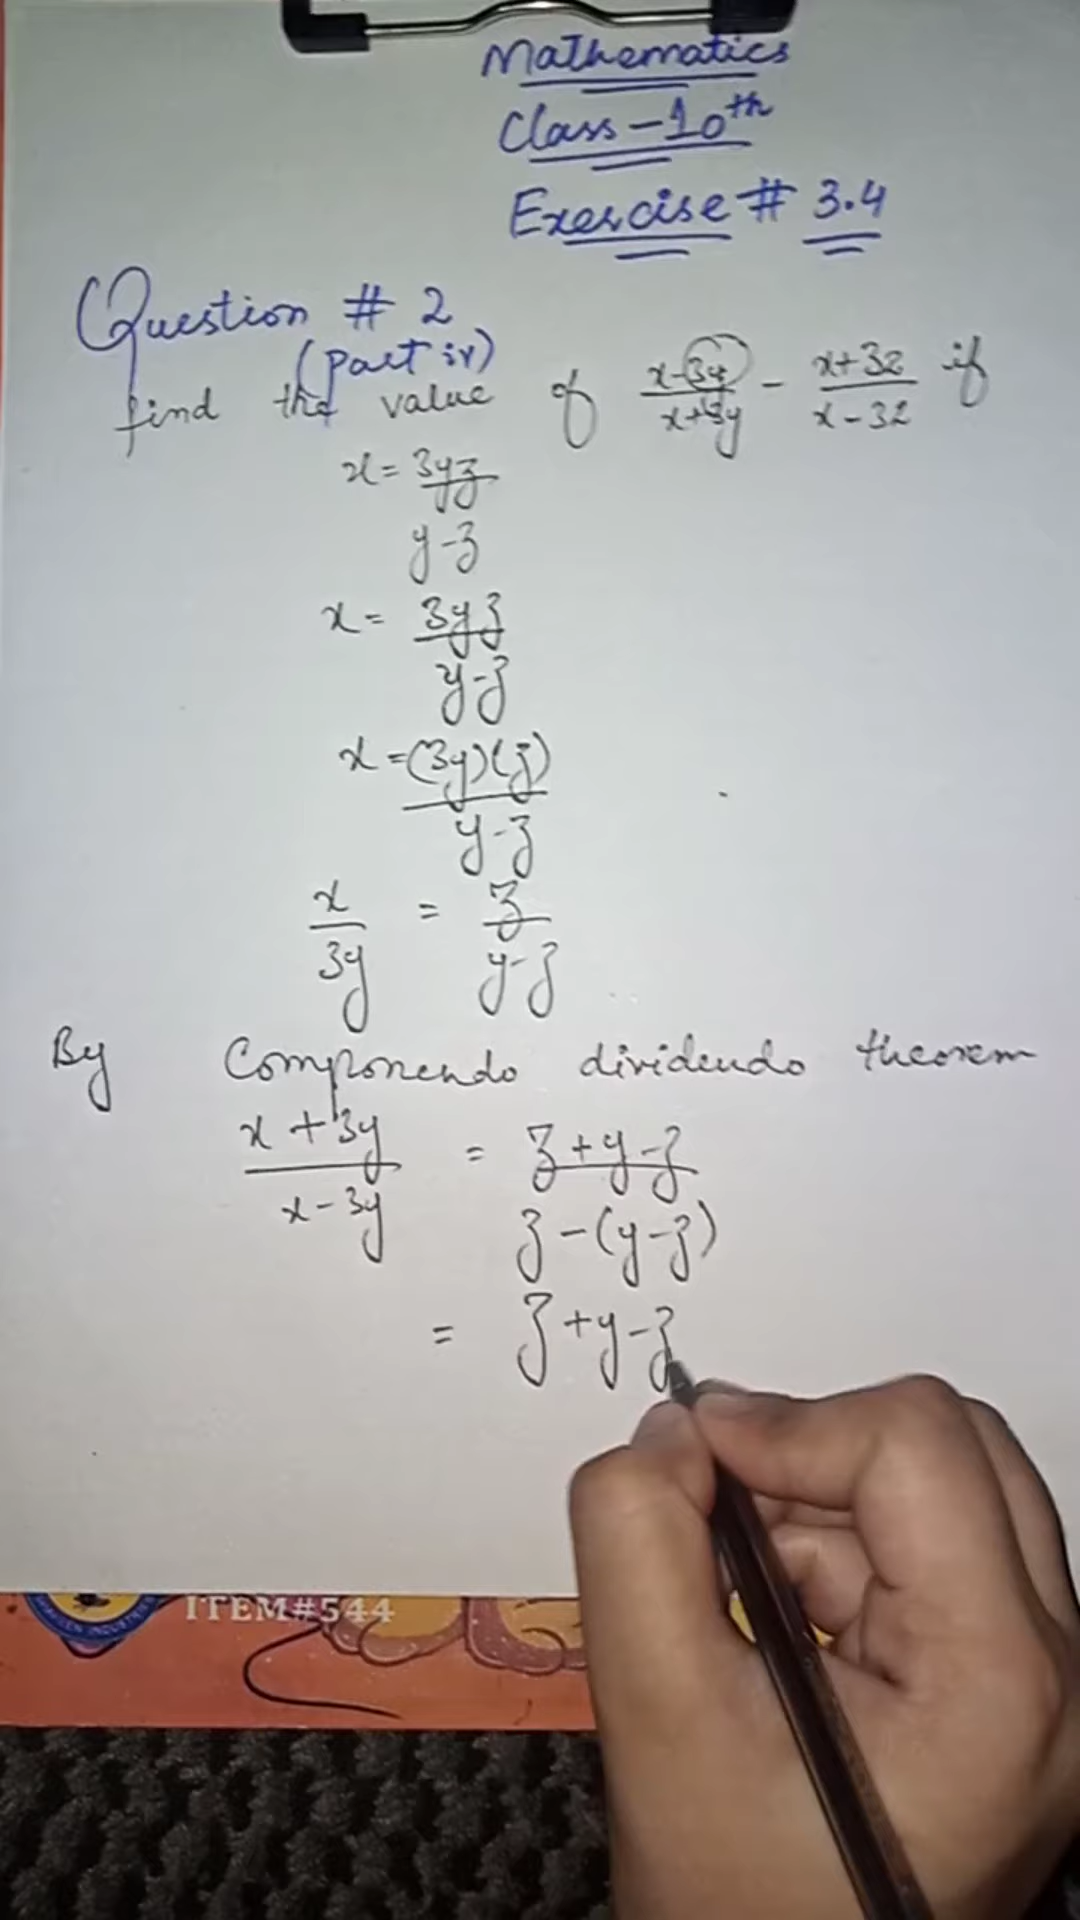 Mathematics
Class-10th
Exercise # 3.4
Question # 2
(part iv)
find the value of x-3y/x+3y - x+3z/x-3z if
x = 3yz
y-z
x = 3yz
y-z
x = (3y)(z)
y-z
x = z
3y y-z
By Componendo dividendo theorem
x + 3y = z + y - z
x - 3y z - (y - z)
= z + y - z
ITEM#544